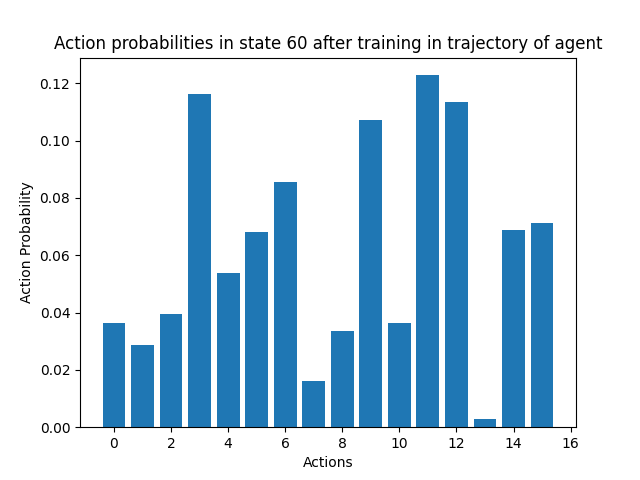 Action probabilities in state 60 after training in trajectory of agent
0.12
0.10
0.08
0.06
0.04
0.02
0.00
Action Probability
0 2 4 6 8 10 12 14 16
Actions